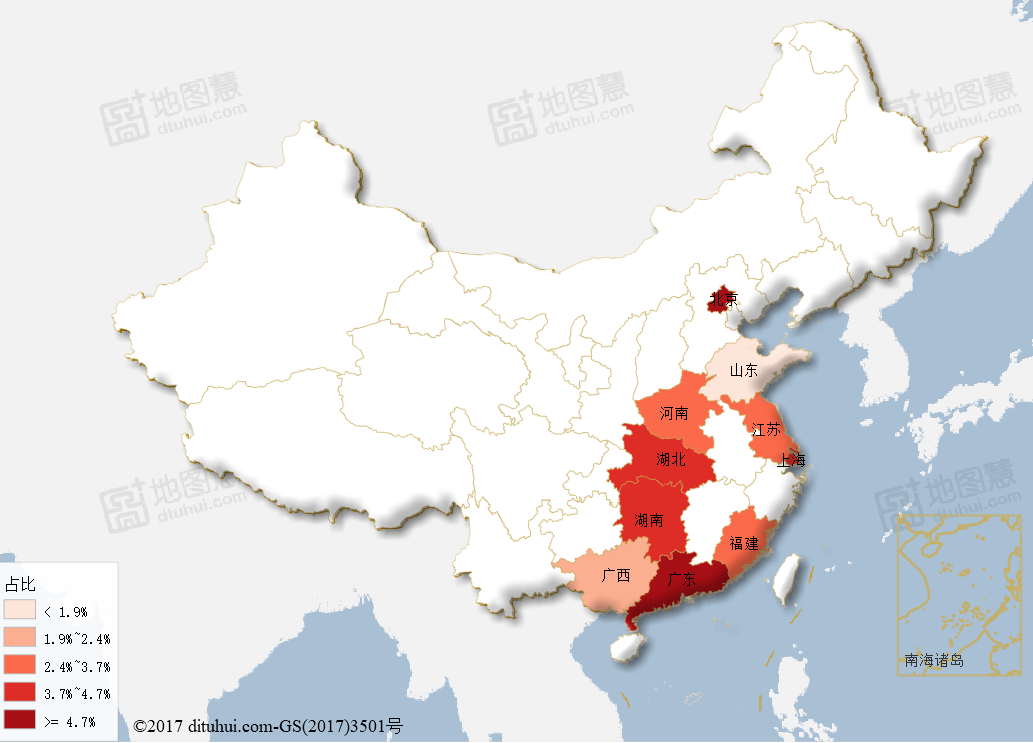 地图慧
dituhui.com
地图慧
dituhui.com
地图慧
dituhui.com
北京
山东
河南
江苏
湖北
上海
地图慧
dituhui.com
地图慧
dituhui.com
湖南
福建
广西
广东
占比
< 1.9%
1.9%~2.4%
2.4%~3.7%
3.7%~4.7%
>= 4.7%
南海诸岛
©2017 dituhui.com-GS(2017)3501号